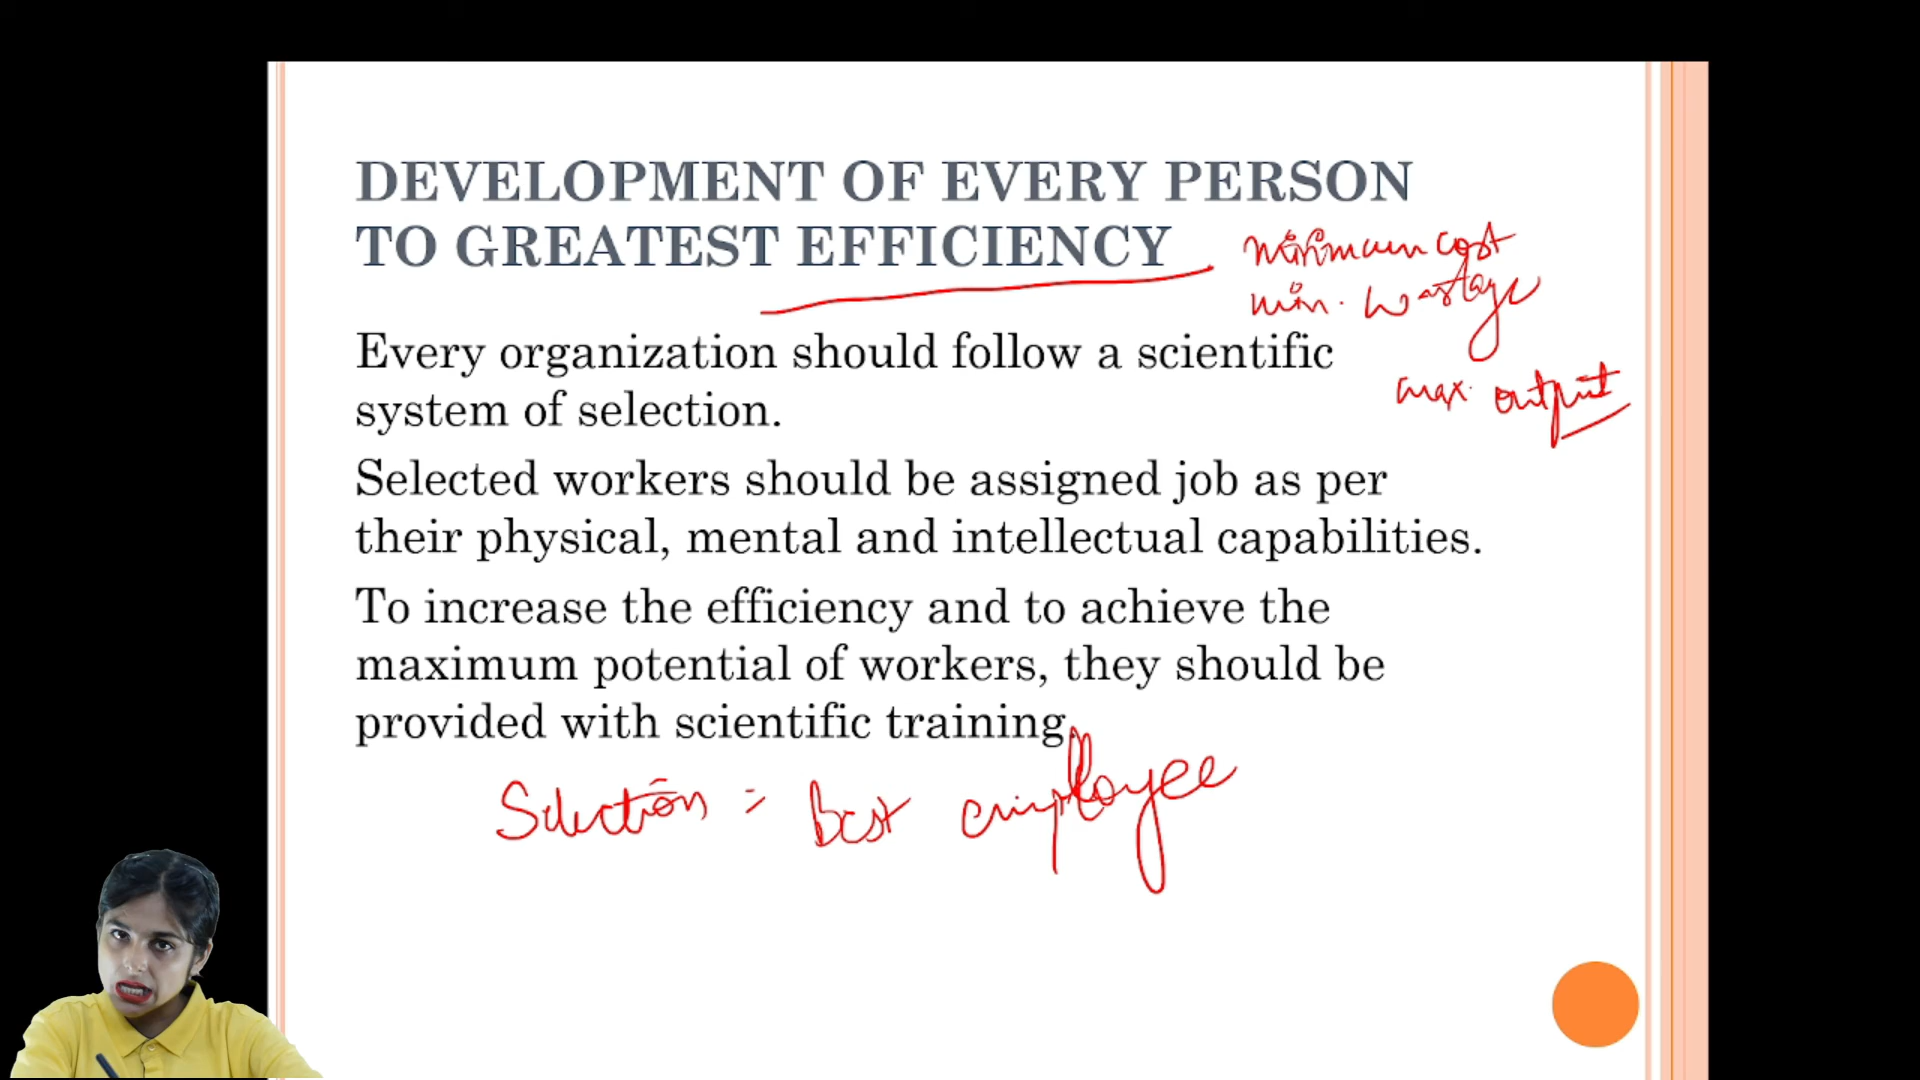 DEVELOPMENT OF EVERY PERSON
TO GREATEST EFFICIENCY
minimum cost
min. wastage
max. output
Every organization should follow a scientific
system of selection.
Selected workers should be assigned job as per
their physical, mental and intellectual capabilities.
To increase the efficiency and to achieve the
maximum potential of workers, they should be
provided with scientific training.
Selection = Best employee